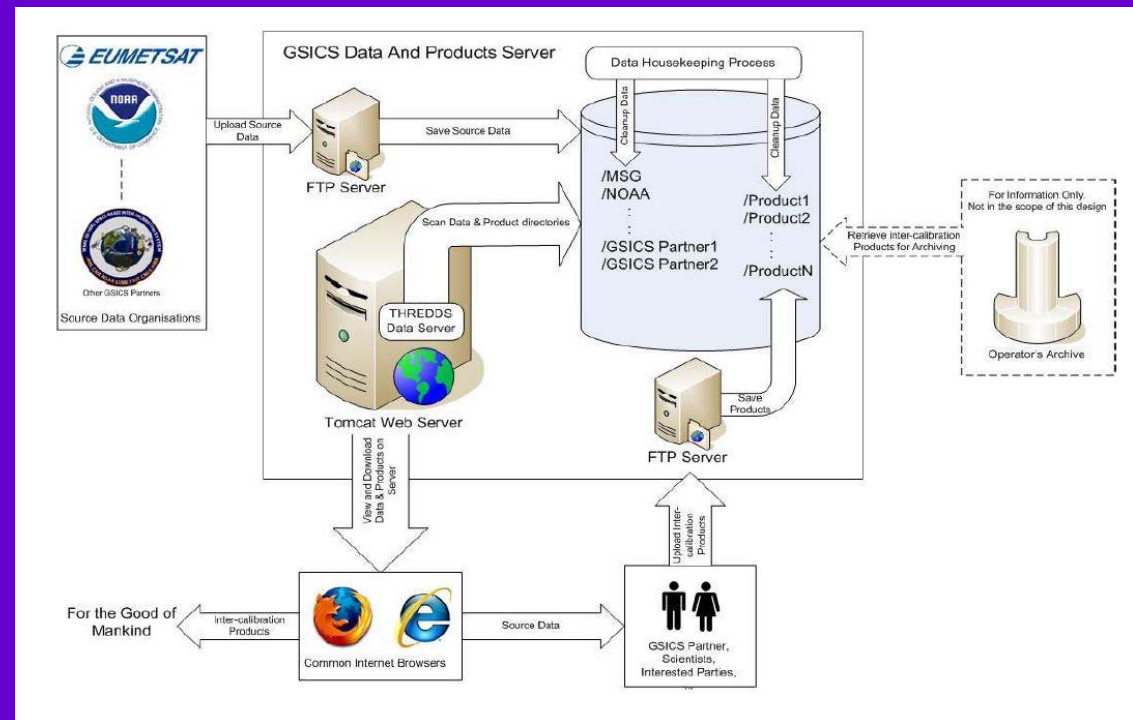 EUMETSAT
NOAA
Other GSICS Partners
Source Data Organisations
GSICS Data And Products Server
Data Housekeeping Process
Upload Source
Data
FTP Server
Save Source Data
Cleanup Data
Cleanup Data
/MSG
/NOAA
:
/GSICS Partner1
/GSICS Partner2
/Product1
/Product2
:
/ProductN
Scan Data & Product directories
THREDDS
Data Server
Tomcat Web Server
Save
Products
FTP Server
Retrieve inter-calibration
Products for Archiving
For Information Only.
Not in the scope of this design
Operator's Archive
View and Download
Data & Products on
Server
Upload Inter-
calibration
Products
For the Good of
Mankind
Inter-calibration
Products
Common Internet Browsers
Source Data
GSICS Partner,
Scientists,
Interested Parties,